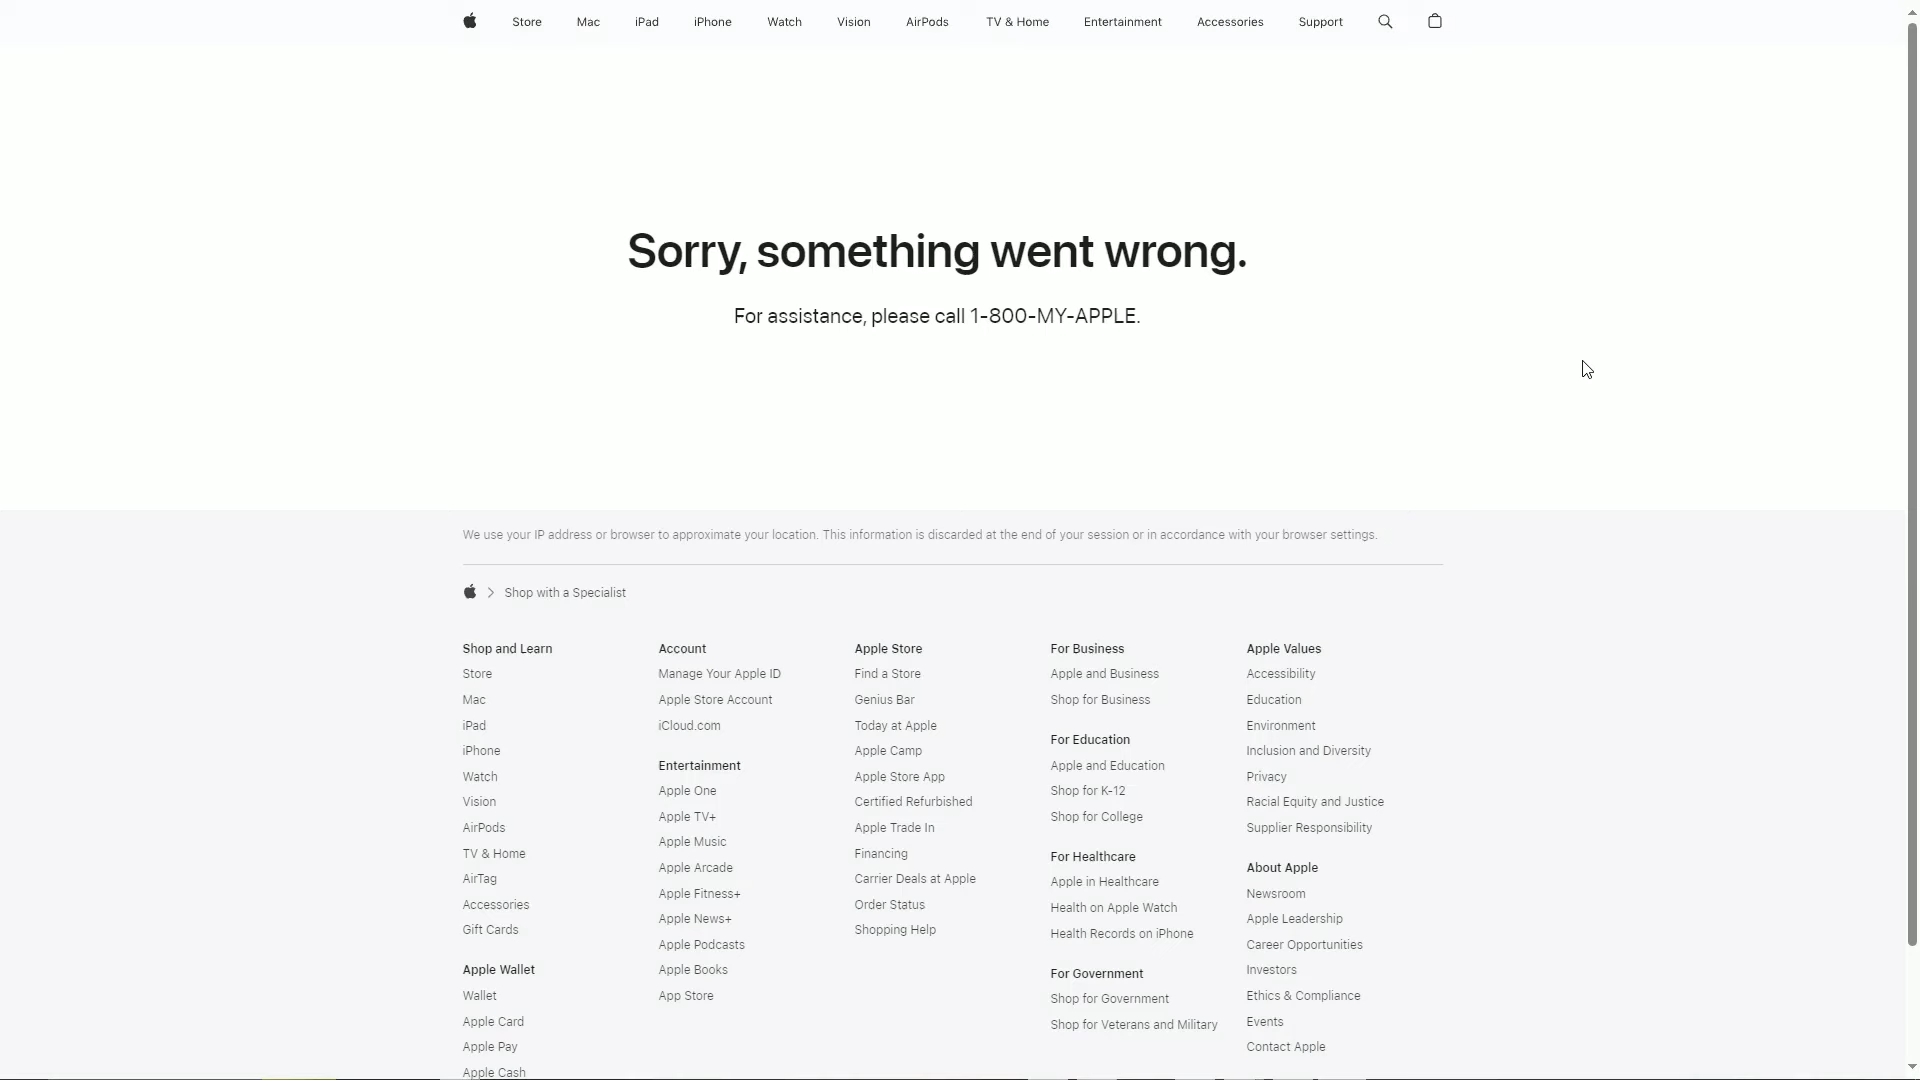 Store Mac iPad iPhone Watch Vision AirPods TV & Home Entertainment Accessories Support
Sorry, something went wrong.
For assistance, please call 1-800-MY-APPLE.
We use your IP address or browser to approximate your location. This information is discarded at the end of your session or in accordance with your browser settings.
Shop with a Specialist
Shop and Learn
Store
Mac
iPad
iPhone
Watch
Vision
AirPods
TV & Home
AirTag
Accessories
Gift Cards
Apple Wallet
Wallet
Apple Card
Apple Pay
Apple Cash
Account
Manage Your Apple ID
Apple Store Account
iCloud.com
Entertainment
Apple One
Apple TV+
Apple Music
Apple Arcade
Apple Fitness+
Apple News+
Apple Podcasts
Apple Books
App Store
Apple Store
Find a Store
Genius Bar
Today at Apple
Apple Camp
Apple Store App
Certified Refurbished
Apple Trade In
Financing
Carrier Deals at Apple
Order Status
Shopping Help
For Business
Apple and Business
Shop for Business
For Education
Apple and Education
Shop for K-12
Shop for College
For Healthcare
Apple in Healthcare
Health on Apple Watch
Health Records on iPhone
For Government
Shop for Government
Shop for Veterans and Military
Apple Values
Accessibility
Education
Environment
Inclusion and Diversity
Privacy
Racial Equity and Justice
Supplier Responsibility
About Apple
Newsroom
Apple Leadership
Career Opportunities
Investors
Ethics & Compliance
Events
Contact Apple